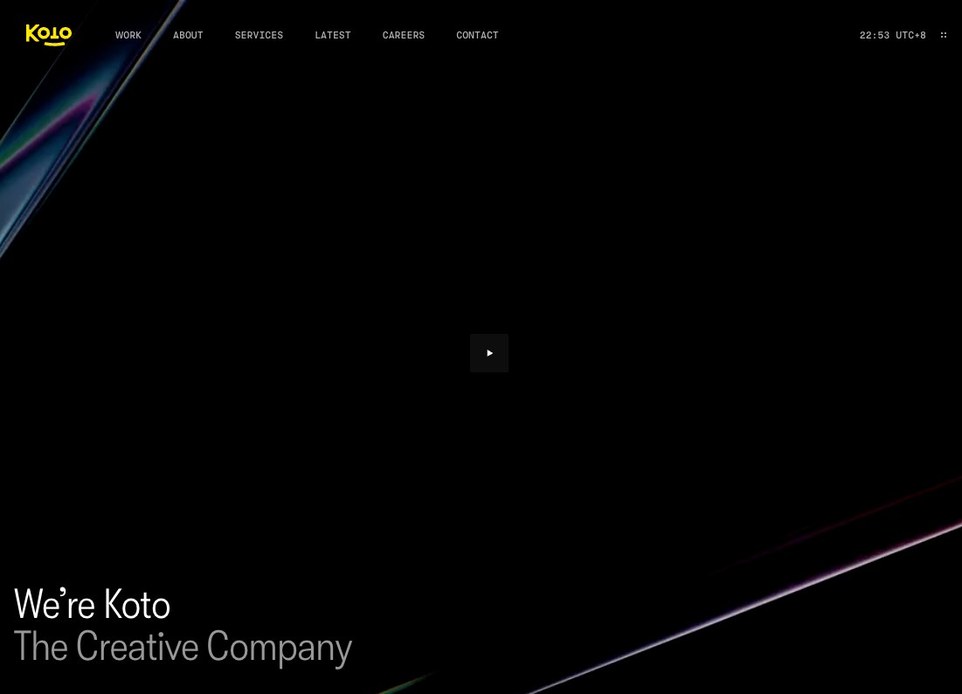 Koto
WORK ABOUT SERVICES LATEST CAREERS CONTACT
22:53 UTC+8
We’re Koto
The Creative Company